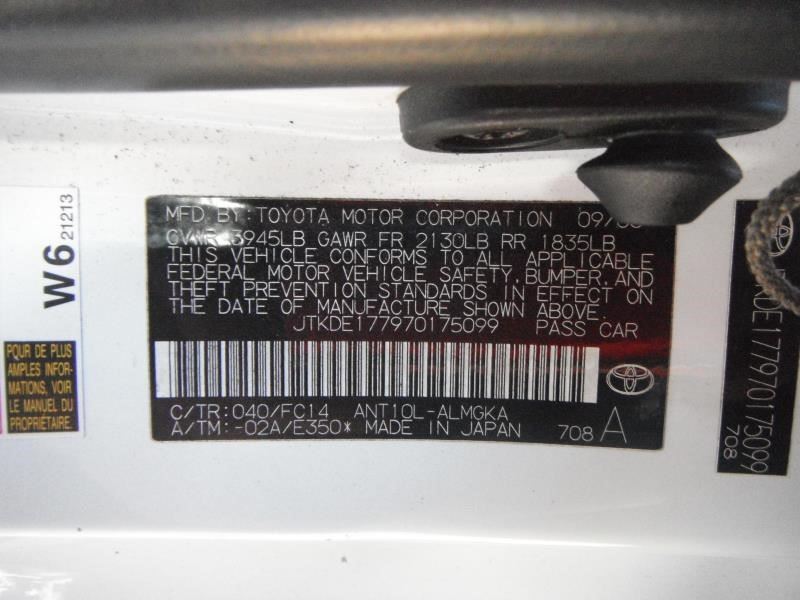 W6 21213
POUR DE PLUS
AMPLES INFOR-
MATIONS, VOIR
LE MANUEL DU
PROPRIÉTAIRE.
MFD BY: TOYOTA MOTOR CORPORATION
GVWR 3945LB GAWR FR 2130LB RR 1835LB
THIS VEHICLE CONFORMS TO ALL APPLICABLE
FEDERAL MOTOR VEHICLE SAFETY, BUMPER, AND
THEFT PREVENTION STANDARDS IN EFFECT ON
THE DATE OF MANUFACTURE SHOWN ABOVE.
JTKDE177970175099 PASS CAR
C/TR: 040/FC14 ANT10L-ALMGKA
A/TM: -02A/E350* MADE IN JAPAN 708 A
DE177970175099
708